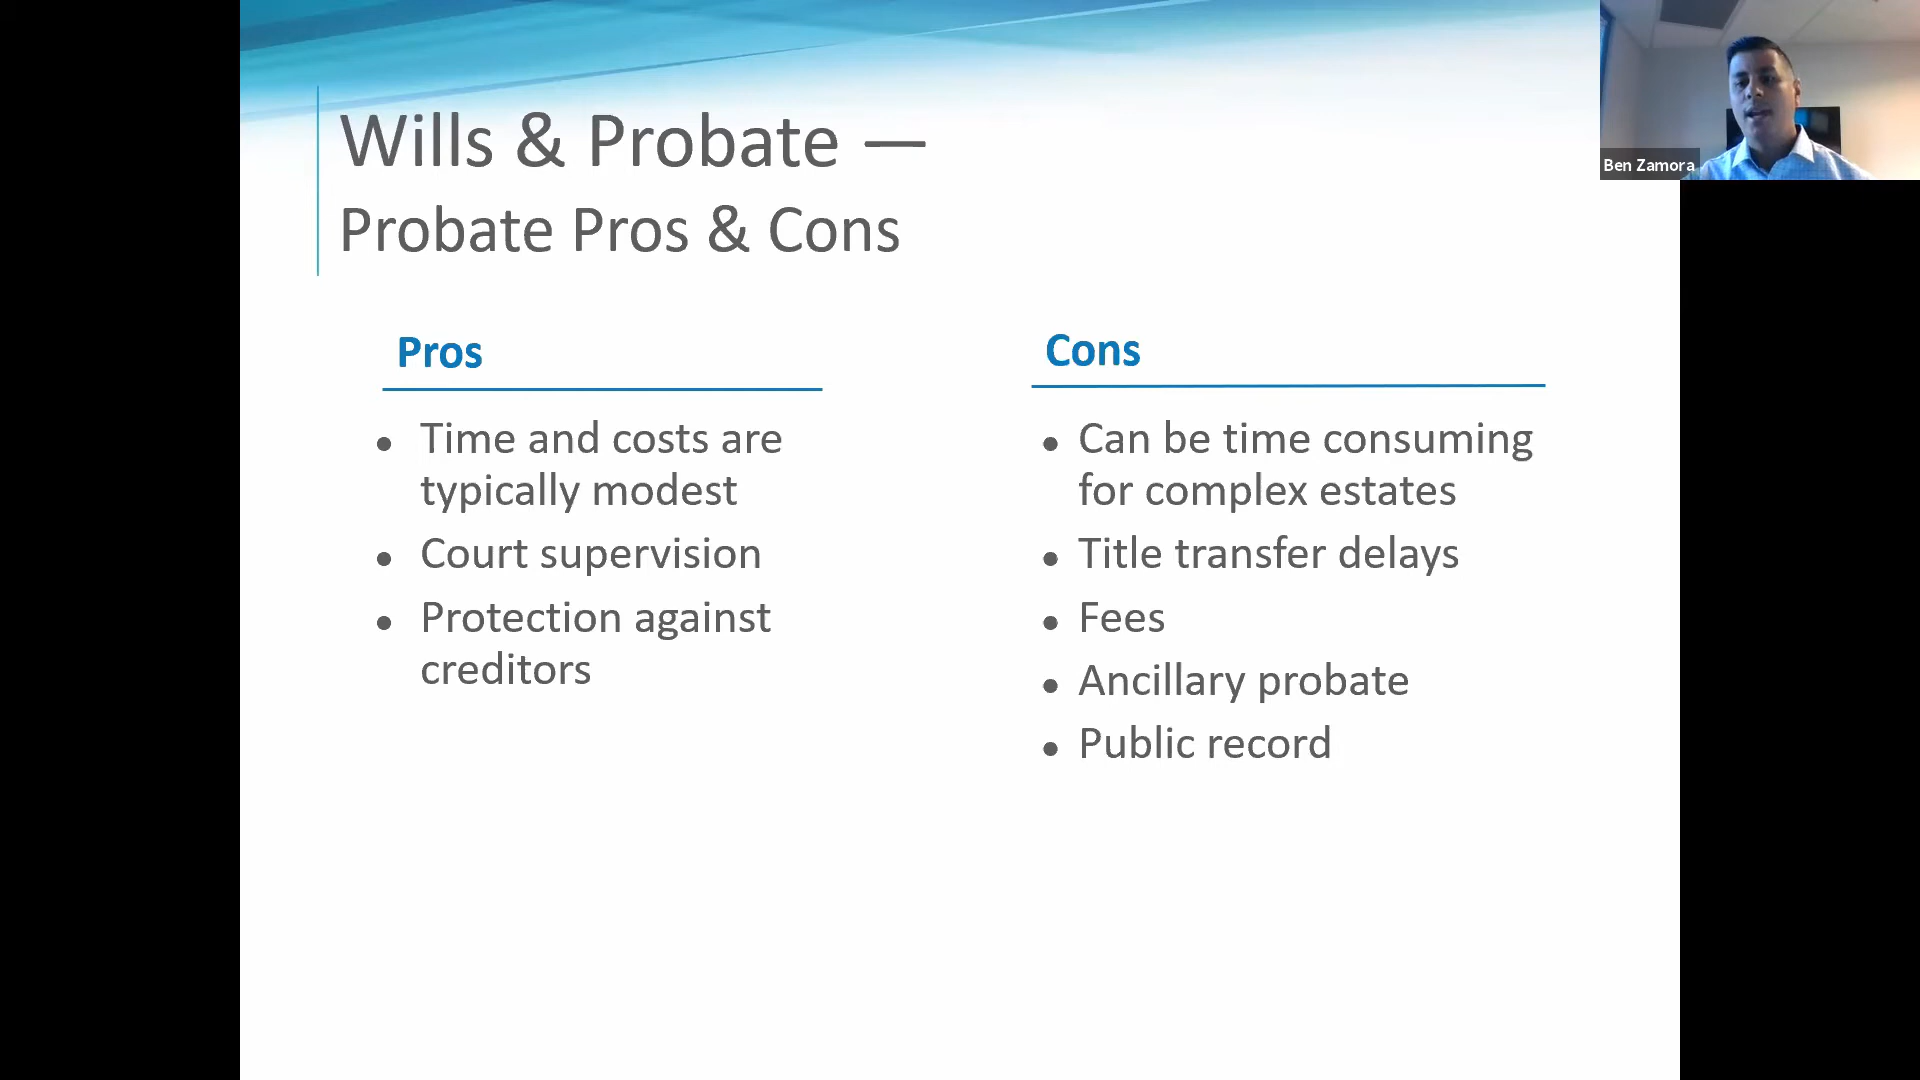 Wills & Probate —
Probate Pros & Cons
Ben Zamora
Pros
• Time and costs are
typically modest
• Court supervision
• Protection against
creditors
Cons
• Can be time consuming
for complex estates
• Title transfer delays
• Fees
• Ancillary probate
• Public record